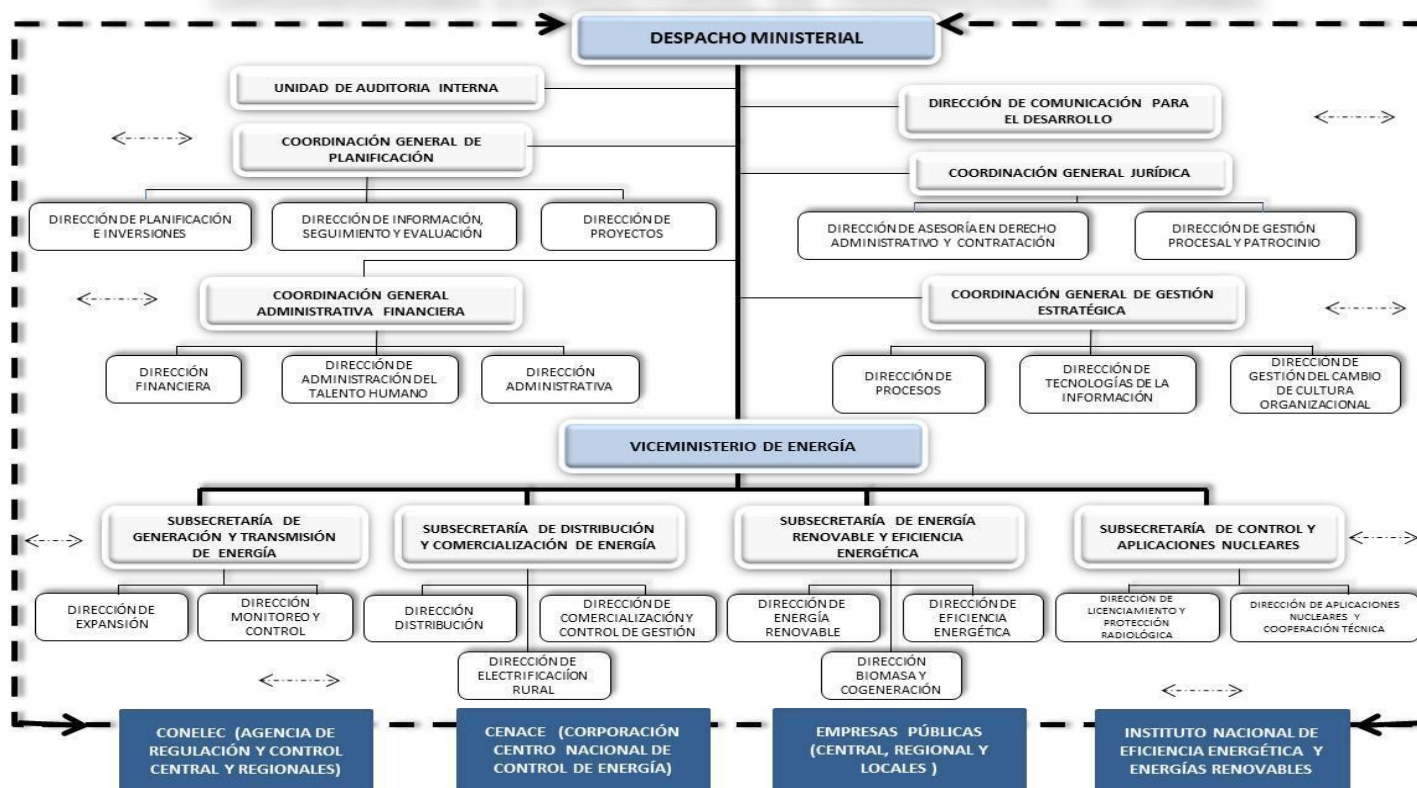 DESPACHO MINISTERIAL
UNIDAD DE AUDITORIA INTERNA
DIRECCIÓN DE COMUNICACIÓN PARA
EL DESARROLLO
COORDINACIÓN GENERAL DE
PLANIFICACIÓN
COORDINACIÓN GENERAL JURÍDICA
DIRECCIÓN DE PLANIFICACIÓN
E INVERSIONES
DIRECCIÓN DE INFORMACIÓN,
SEGUIMIENTO Y EVALUACIÓN
DIRECCIÓN DE
PROYECTOS
DIRECCIÓN DE ASESORÍA EN DERECHO
ADMINISTRATIVO Y CONTRATACIÓN
DIRECCIÓN DE GESTIÓN
PROCESAL Y PATROCINIO
COORDINACIÓN GENERAL
ADMINISTRATIVA FINANCIERA
COORDINACIÓN GENERAL DE GESTIÓN
ESTRATÉGICA
DIRECCIÓN
FINANCIERA
DIRECCIÓN DE
ADMINISTRACIÓN DEL
TALENTO HUMANO
DIRECCIÓN
ADMINISTRATIVA
DIRECCIÓN DE
PROCESOS
DIRECCIÓN DE
TECNOLOGÍAS DE LA
INFORMACIÓN
DIRECCIÓN DE
GESTIÓN DEL CAMBIO
DE CULTURA
ORGANIZACIONAL
VICEMINISTERIO DE ENERGÍA
SUBSECRETARÍA DE
GENERACIÓN Y TRANSMISIÓN
DE ENERGÍA
SUBSECRETARÍA DE DISTRIBUCIÓN
Y COMERCIALIZACIÓN DE ENERGÍA
SUBSECRETARÍA DE ENERGÍA
RENOVABLE Y EFICIENCIA
ENERGÉTICA
SUBSECRETARÍA DE CONTROL Y
APLICACIONES NUCLEARES
DIRECCIÓN DE
EXPANSIÓN
DIRECCIÓN
MONITOREO Y
CONTROL
DIRECCIÓN
DISTRIBUCIÓN
DIRECCIÓN DE
COMERCIALIZACIÓN Y
CONTROL DE GESTIÓN
DIRECCIÓN DE
ENERGÍA
RENOVABLE
DIRECCIÓN DE
EFICIENCIA
ENERGÉTICA
DIRECCIÓN DE
LICENCIAMIENTO Y
PROTECCIÓN
RADIOLÓGICA
DIRECCIÓN DE APLICACIONES
NUCLEARES Y
COOPERACIÓN TÉCNICA
DIRECCIÓN DE
ELECTRIFICACIÍON
RURAL
DIRECCIÓN
BIOMASA Y
COGENERACIÓN
CONELEC (AGENCIA DE
REGULACIÓN Y CONTROL
CENTRAL Y REGIONALES)
CENACE (CORPORACIÓN
CENTRO NACIONAL DE
CONTROL DE ENERGÍA)
EMPRESAS PÚBLICAS
(CENTRAL, REGIONAL Y
LOCALES )
INSTITUTO NACIONAL DE
EFICIENCIA ENERGÉTICA Y
ENERGÍAS RENOVABLES